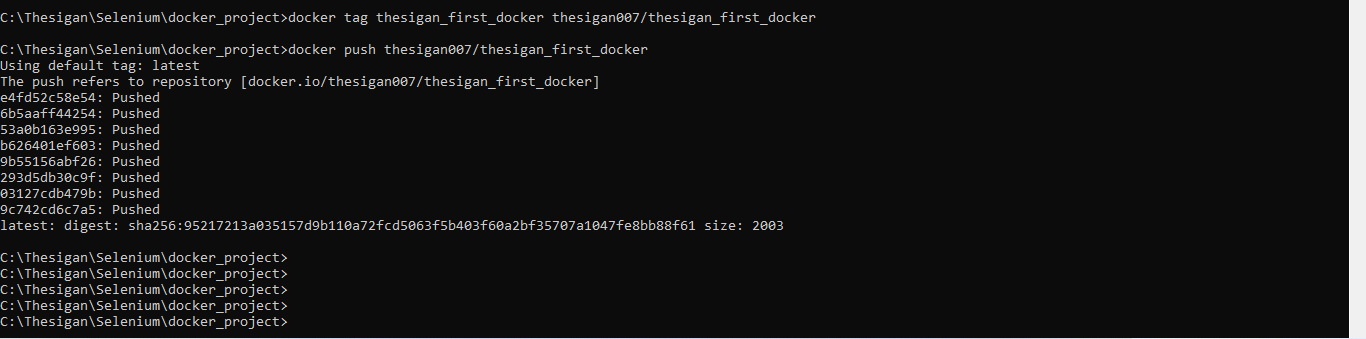 C:\Thesigan\Selenium\docker_project>docker tag thesigan_first_docker thesigan007/thesigan_first_docker
C:\Thesigan\Selenium\docker_project>docker push thesigan007/thesigan_first_docker
Using default tag: latest
The push refers to repository [docker.io/thesigan007/thesigan_first_docker]
e4fd52c58e54: Pushed
6b5aaff44254: Pushed
53a0b163e995: Pushed
b626401ef603: Pushed
9b55156abf26: Pushed
293d5db30c9f: Pushed
03127cdb479b: Pushed
9c742cd6c7a5: Pushed
latest: digest: sha256:95217213a035157d9b110a72fcd5063f5b403f60a2bf35707a1047fe8bb88f61 size: 2003
C:\Thesigan\Selenium\docker_project>
C:\Thesigan\Selenium\docker_project>
C:\Thesigan\Selenium\docker_project>
C:\Thesigan\Selenium\docker_project>
C:\Thesigan\Selenium\docker_project>